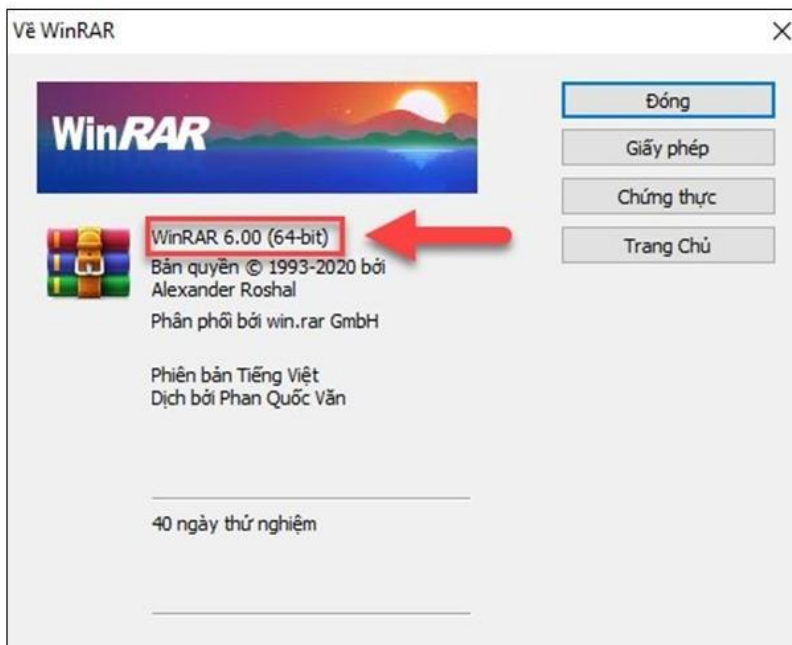 Về WinRAR
WinRAR
Đóng
Giấy phép
Chứng thực
Trang Chủ
WinRAR 6.00 (64-bit)
Bản quyền © 1993-2020 bởi
Alexander Roshal
Phân phối bởi win.rar GmbH
Phiên bản Tiếng Việt
Dịch bởi Phan Quốc Văn
40 ngày thử nghiệm